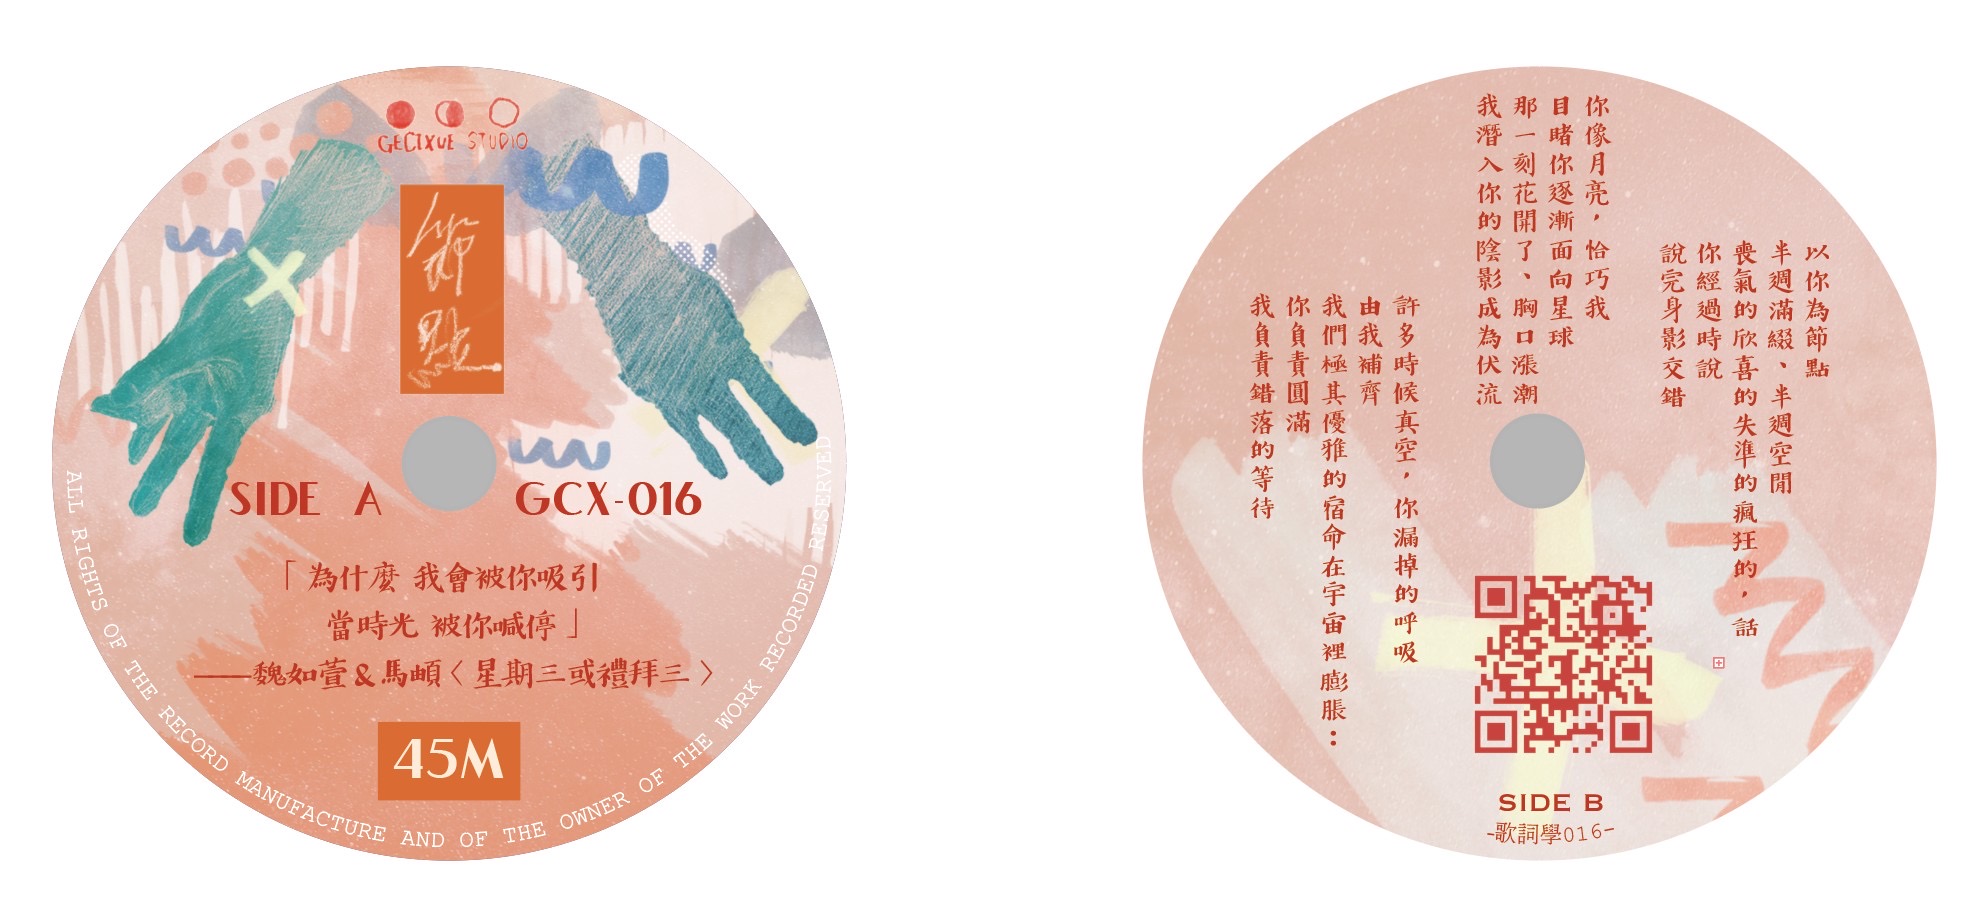 GECIXUE STUDIO
節點
SIDE A
GCX-016
「為什麼 我會被你吸引
當時光 被你喊停」
——魏如萱＆馬頔〈星期三或禮拜三〉
45M
ALL RIGHTS OF THE RECORD MANUFACTURE AND OF THE OWNER OF THE WORK RECORDED RESERVED
以你為節點
半週滿綴、半週空閒
喪氣的欣喜的失準的瘋狂的，話
你經過時說
說完身影交錯
你像月亮，恰巧我
目睹你逐漸面向星球
那一刻花開了、胸口漲潮
我潛入你的陰影成為伏流
許多時候真空，你漏掉的呼吸
由我補齊
我們極其優雅的宿命在宇宙裡膨脹：
你負責圓滿
我負責錯落的等待
SIDE B
-歌詞學016-